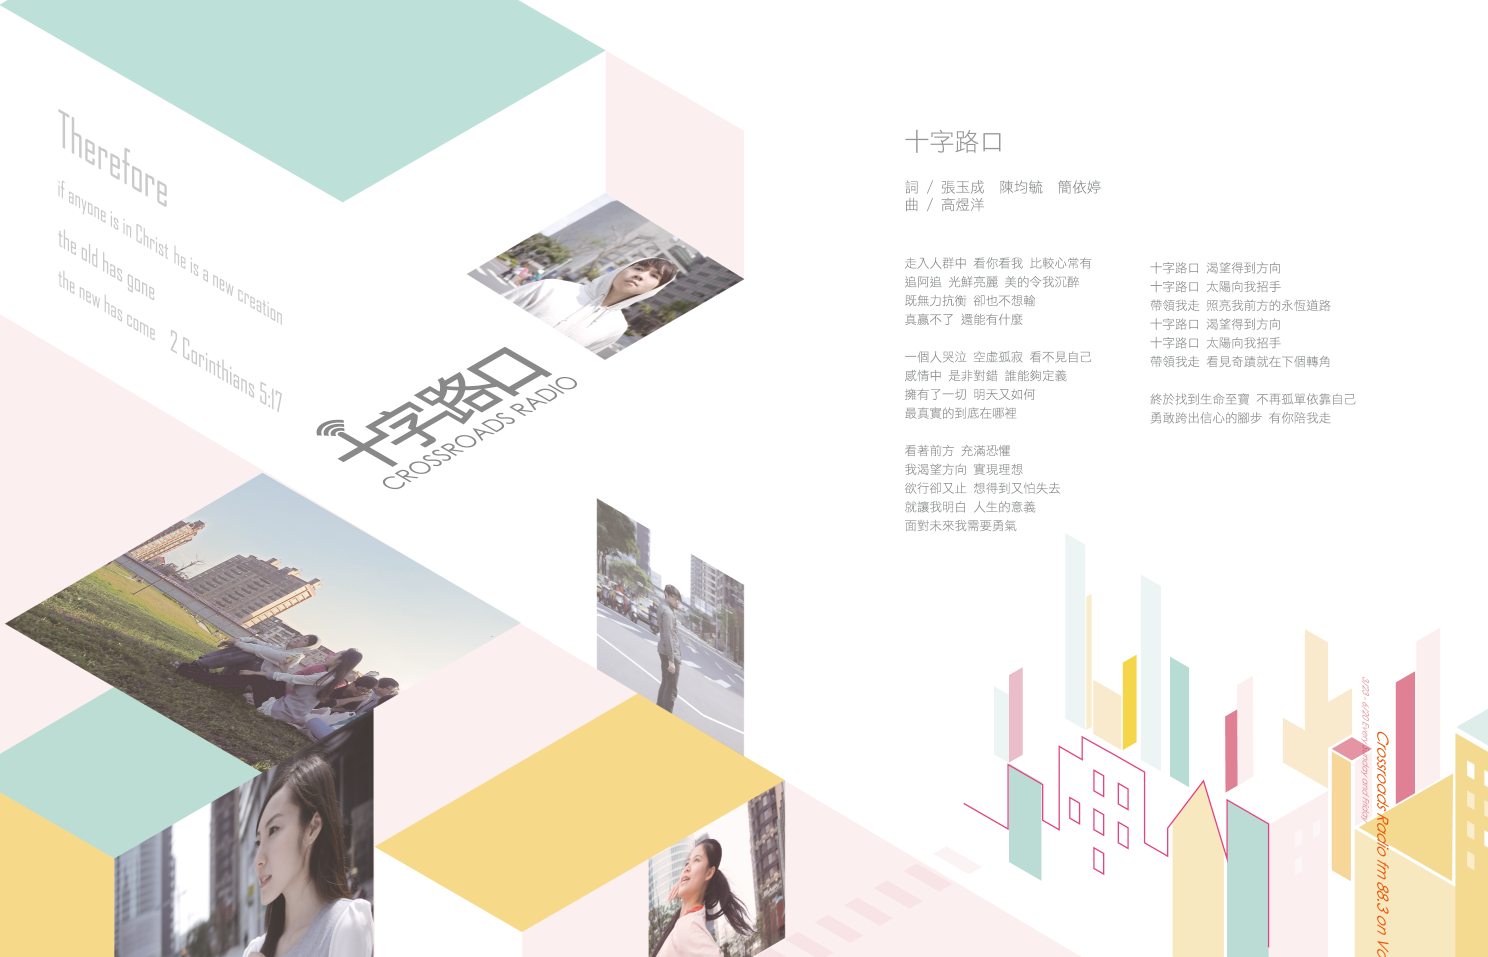 Therefore
if anyone is in Christ he is a new creation
the old has gone
the new has come 2 Corinthians 5:17
十字路口
CROSSROADS RADIO
十字路口
詞 / 張玉成 陳均毓 簡依婷
曲 / 高煜洋
走入人群中 看你看我 比較心常有
追阿追 光鮮亮麗 美的令我沉醉
既無力抗衡 卻也不想輸
真贏不了 還能有什麼
一個人哭泣 空虛孤寂 看不見自己
感情中 是非對錯 誰能夠定義
擁有了一切 明天又如何
最真實的到底在哪裡
看著前方 充滿恐懼
我渴望方向 實現理想
欲行卻又止 想得到又怕失去
就讓我明白 人生的意義
面對未來我需要勇氣
十字路口 渴望得到方向
十字路口 太陽向我招手
帶領我走 照亮我前方的永恆道路
十字路口 渴望得到方向
十字路口 太陽向我招手
帶領我走 看見奇蹟就在下個轉角
終於找到生命至寶 不再孤單依靠自己
勇敢跨出信心的腳步 有你陪我走
3/23 - 6/20 Every Sunday and Friday
Crossroads Radio fm 88.3 on Vo